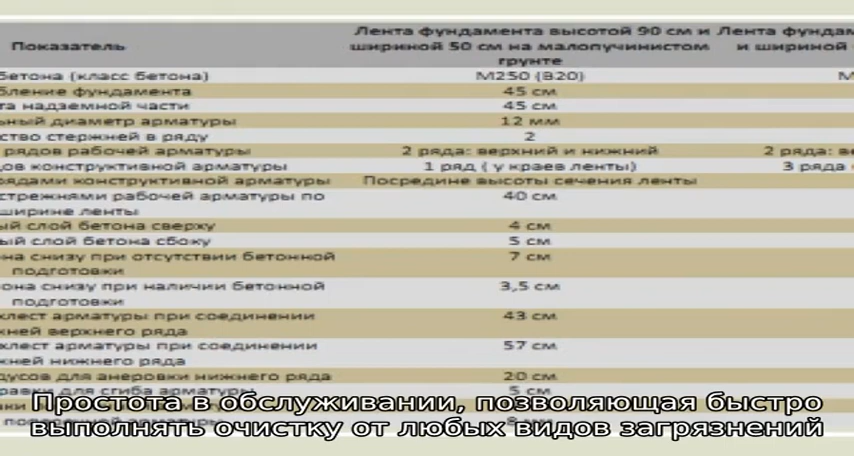 Лента фундамента высотой 90 см и Лента фундам
Показатель шириной 50 см на малопучинистом и шириной
грунте
бетона (класс бетона) М250 (В20) М
бление фундамента 45 см
та надземной части 45 см
ьный диаметр арматуры 12 мм
ство стержней в ряду 2
рядов рабочей арматуры 2 ряда: верхний и нижний 2 ряда: ве
дов конструктивной арматуры 1 ряд ( у краев ленты) 3 ряда
рядами конструктивной арматуры Посредине высоты сечения ленты
стрежнями рабочей арматуры по 40 см
ширине ленты
ый слой бетона сверху 4 см
ый слой бетона сбоку 5 см
она снизу при отсутствии бетонной 7 см
подготовки
она снизу при наличии бетонной 3,5 см
подготовки
хлест арматуры при соединении 43 см
жней верхнего ряда
хлест арматуры при соединении 57 см
жней нижнего ряда
дусов для анеровки нижнего ряда 20 см
равки для сгиба арматуры 5 см
Простота в обслуживании, позволяющая быстро
выполнять очистку от любых видов загрязнений